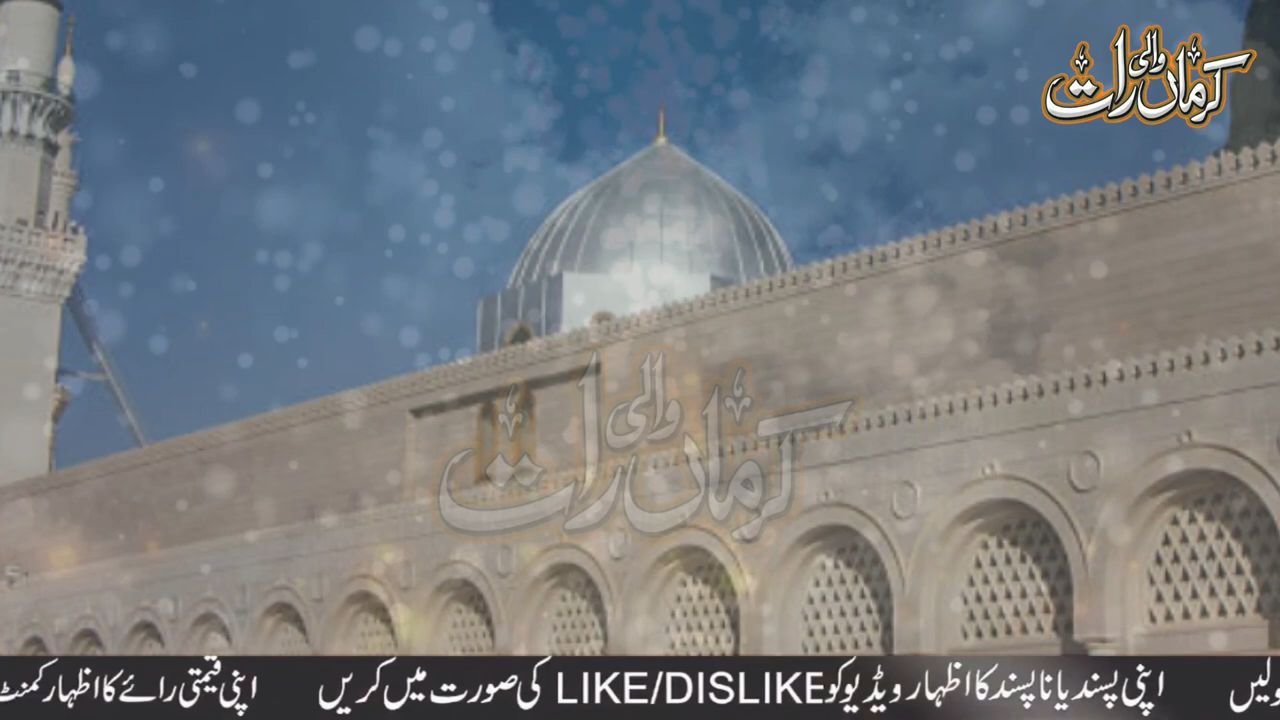 کرماں والی رات
کرماں والی رات
اپنی پسند یا ناپسند کا اظہار ویڈیو کو LIKE/DISLIKE کی صورت میں کریں اپنی قیمتی رائے کا اظہار کمنٹ